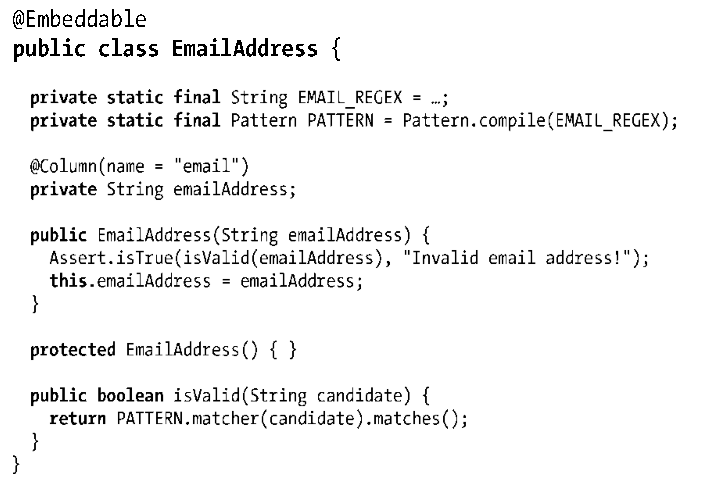 @Embeddable
public class EmailAddress {
private static final String EMAIL_REGEX = …;
private static final Pattern PATTERN = Pattern.compile(EMAIL_REGEX);
@Column(name = "email")
private String emailAddress;
public EmailAddress(String emailAddress) {
Assert.isTrue(isValid(emailAddress), "Invalid email address!");
this.emailAddress = emailAddress;
}
protected EmailAddress() { }
public boolean isValid(String candidate) {
return PATTERN.matcher(candidate).matches();
}
}